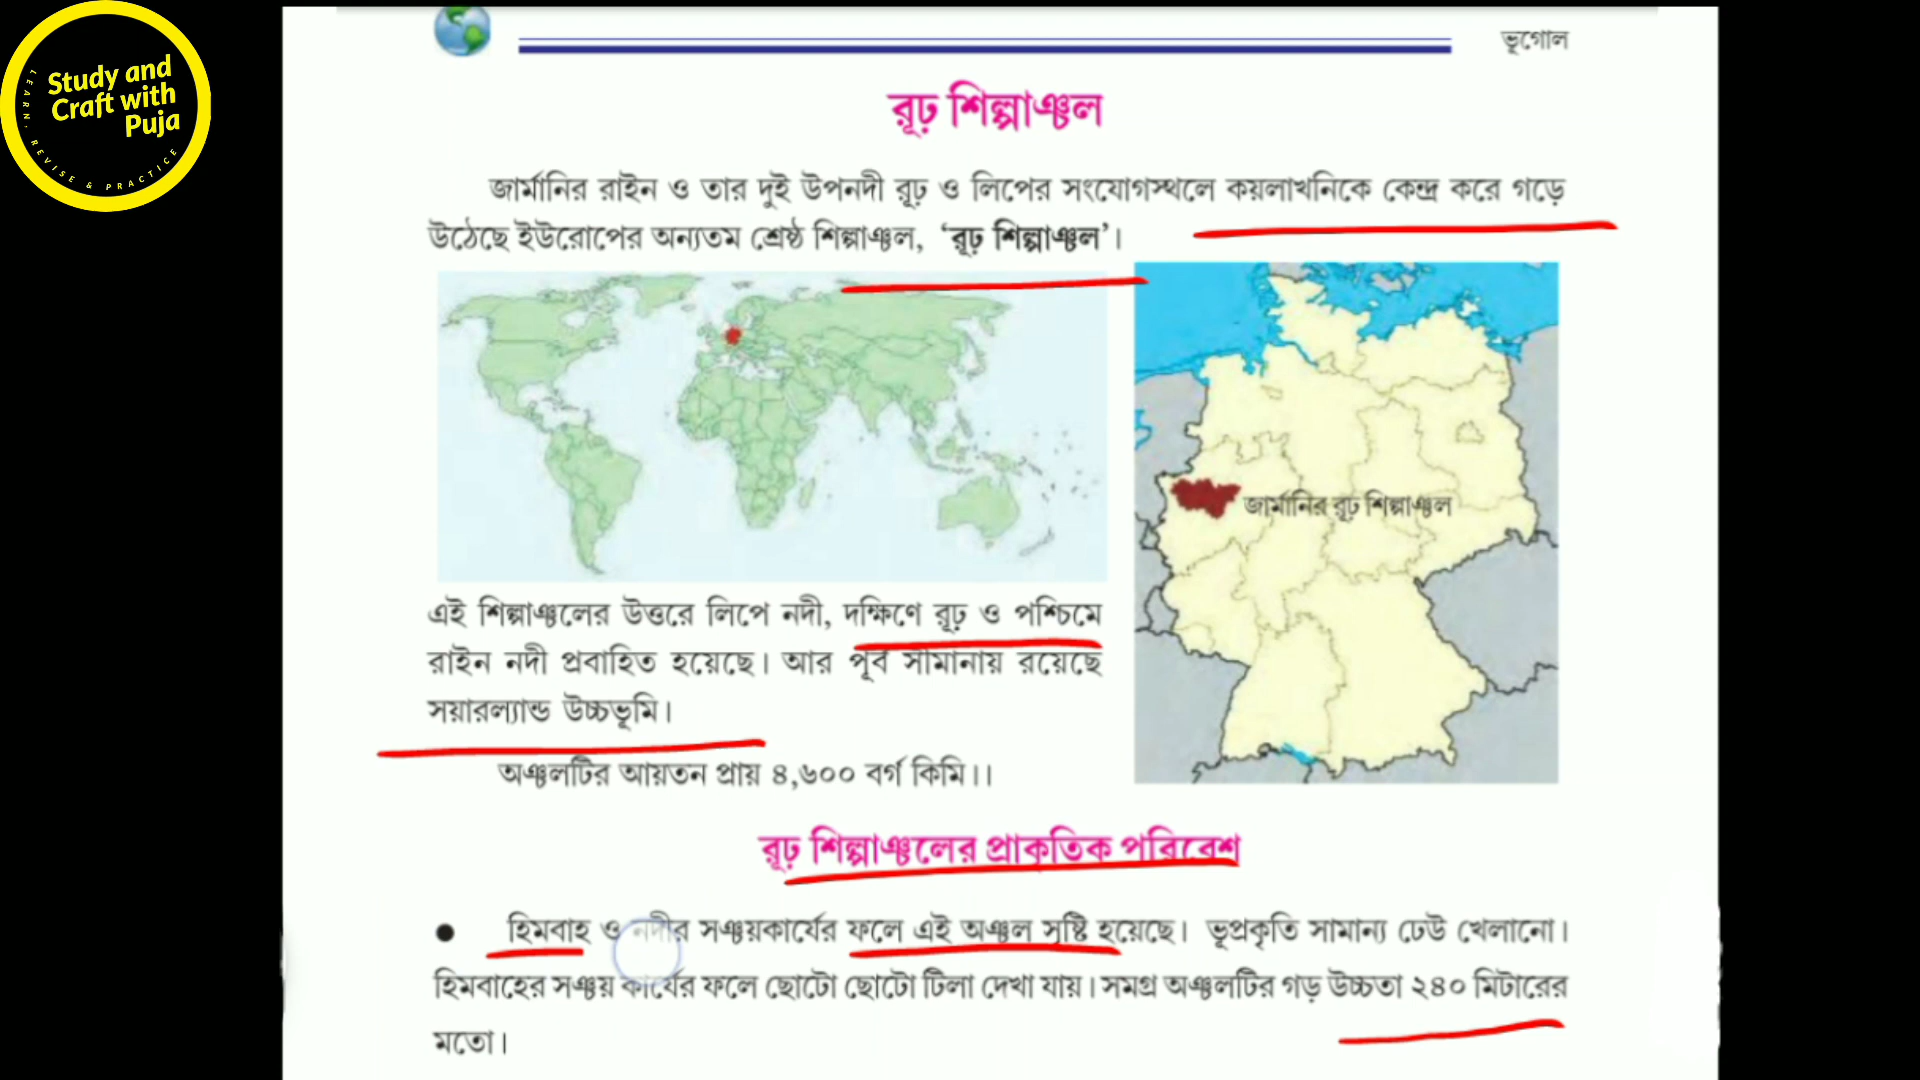 Study and
Craft with
Puja
LEARN, REVISE & PRACTICE
ভূগোল
রূঢ় শিল্পাঞ্চল
জার্মানির রাইন ও তার দুই উপনদী রূঢ় ও লিপের সংযোগস্থলে কয়লাখনিকে কেন্দ্র করে গড়ে
উঠেছে ইউরোপের অন্যতম শ্রেষ্ঠ শিল্পাঞ্চল, ‘রূঢ় শিল্পাঞ্চল’।
জার্মানির রূঢ় শিল্পাঞ্চল
এই শিল্পাঞ্চলের উত্তরে লিপে নদী, দক্ষিণে রূঢ় ও পশ্চিমে
রাইন নদী প্রবাহিত হয়েছে। আর পূর্ব সীমানায় রয়েছে
সয়ারল্যান্ড উচ্চভূমি।
অঞ্চলটির আয়তন প্রায় ৪,৬০০ বর্গ কিমি।।
রূঢ় শিল্পাঞ্চলের প্রাকৃতিক পরিবেশ
● হিমবাহ ও নদীর সঞ্চয়কার্যের ফলে এই অঞ্চল সৃষ্টি হয়েছে। ভূপ্রকৃতি সামান্য ঢেউ খেলানো।
হিমবাহের সঞ্চয় কার্যের ফলে ছোটো ছোটো টিলা দেখা যায়। সমগ্র অঞ্চলটির গড় উচ্চতা ২৪০ মিটারের
মতো।